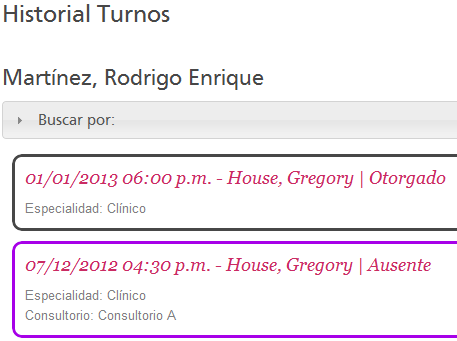 Historial Turnos
Martínez, Rodrigo Enrique
Buscar por:
01/01/2013 06:00 p.m. - House, Gregory | Otorgado
Especialidad: Clínico
07/12/2012 04:30 p.m. - House, Gregory | Ausente
Especialidad: Clínico
Consultorio: Consultorio A